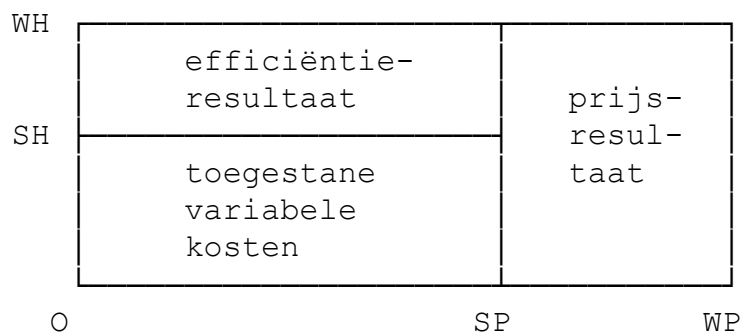 WH
efficiëntie-
resultaat
prijs-
SH
resul-
toegestane
taat
variabele
kosten
O SP WP